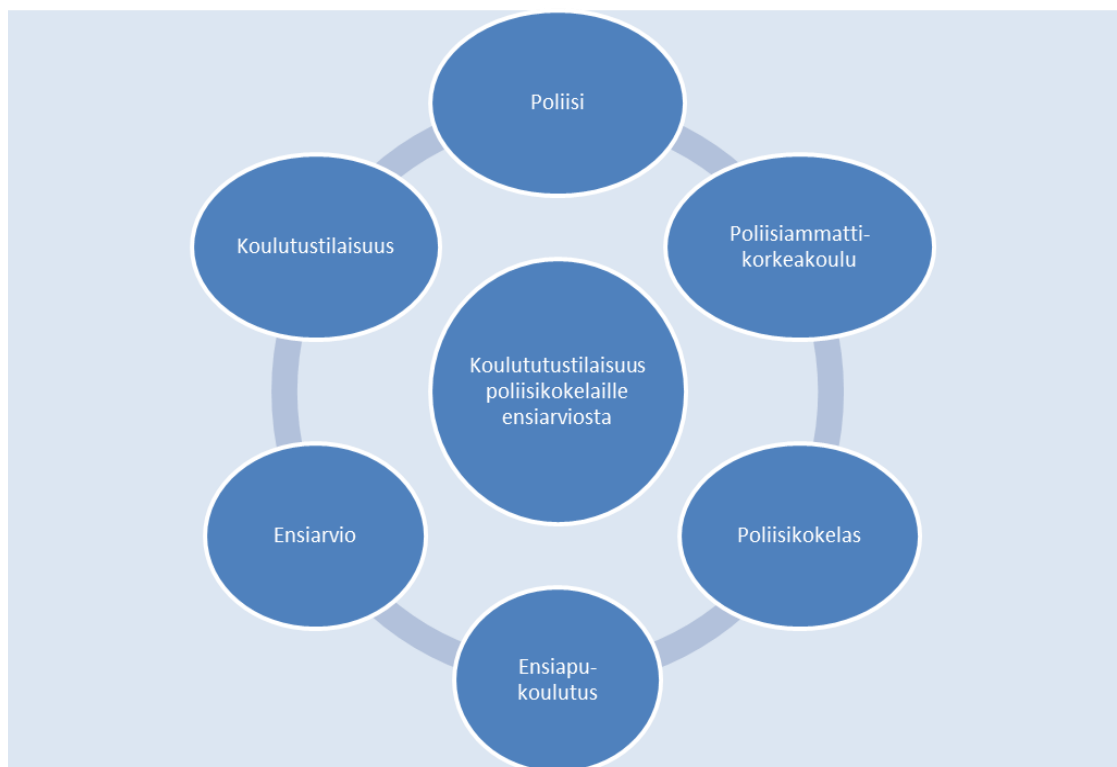 Poliisi
Poliisiammatti-
korkeakoulu
Poliisikokelas
Ensiapu-
koulutus
Ensiarvio
Koulutustilaisuus
Koulututustilaisuus
poliisikokelaille
ensiarviosta